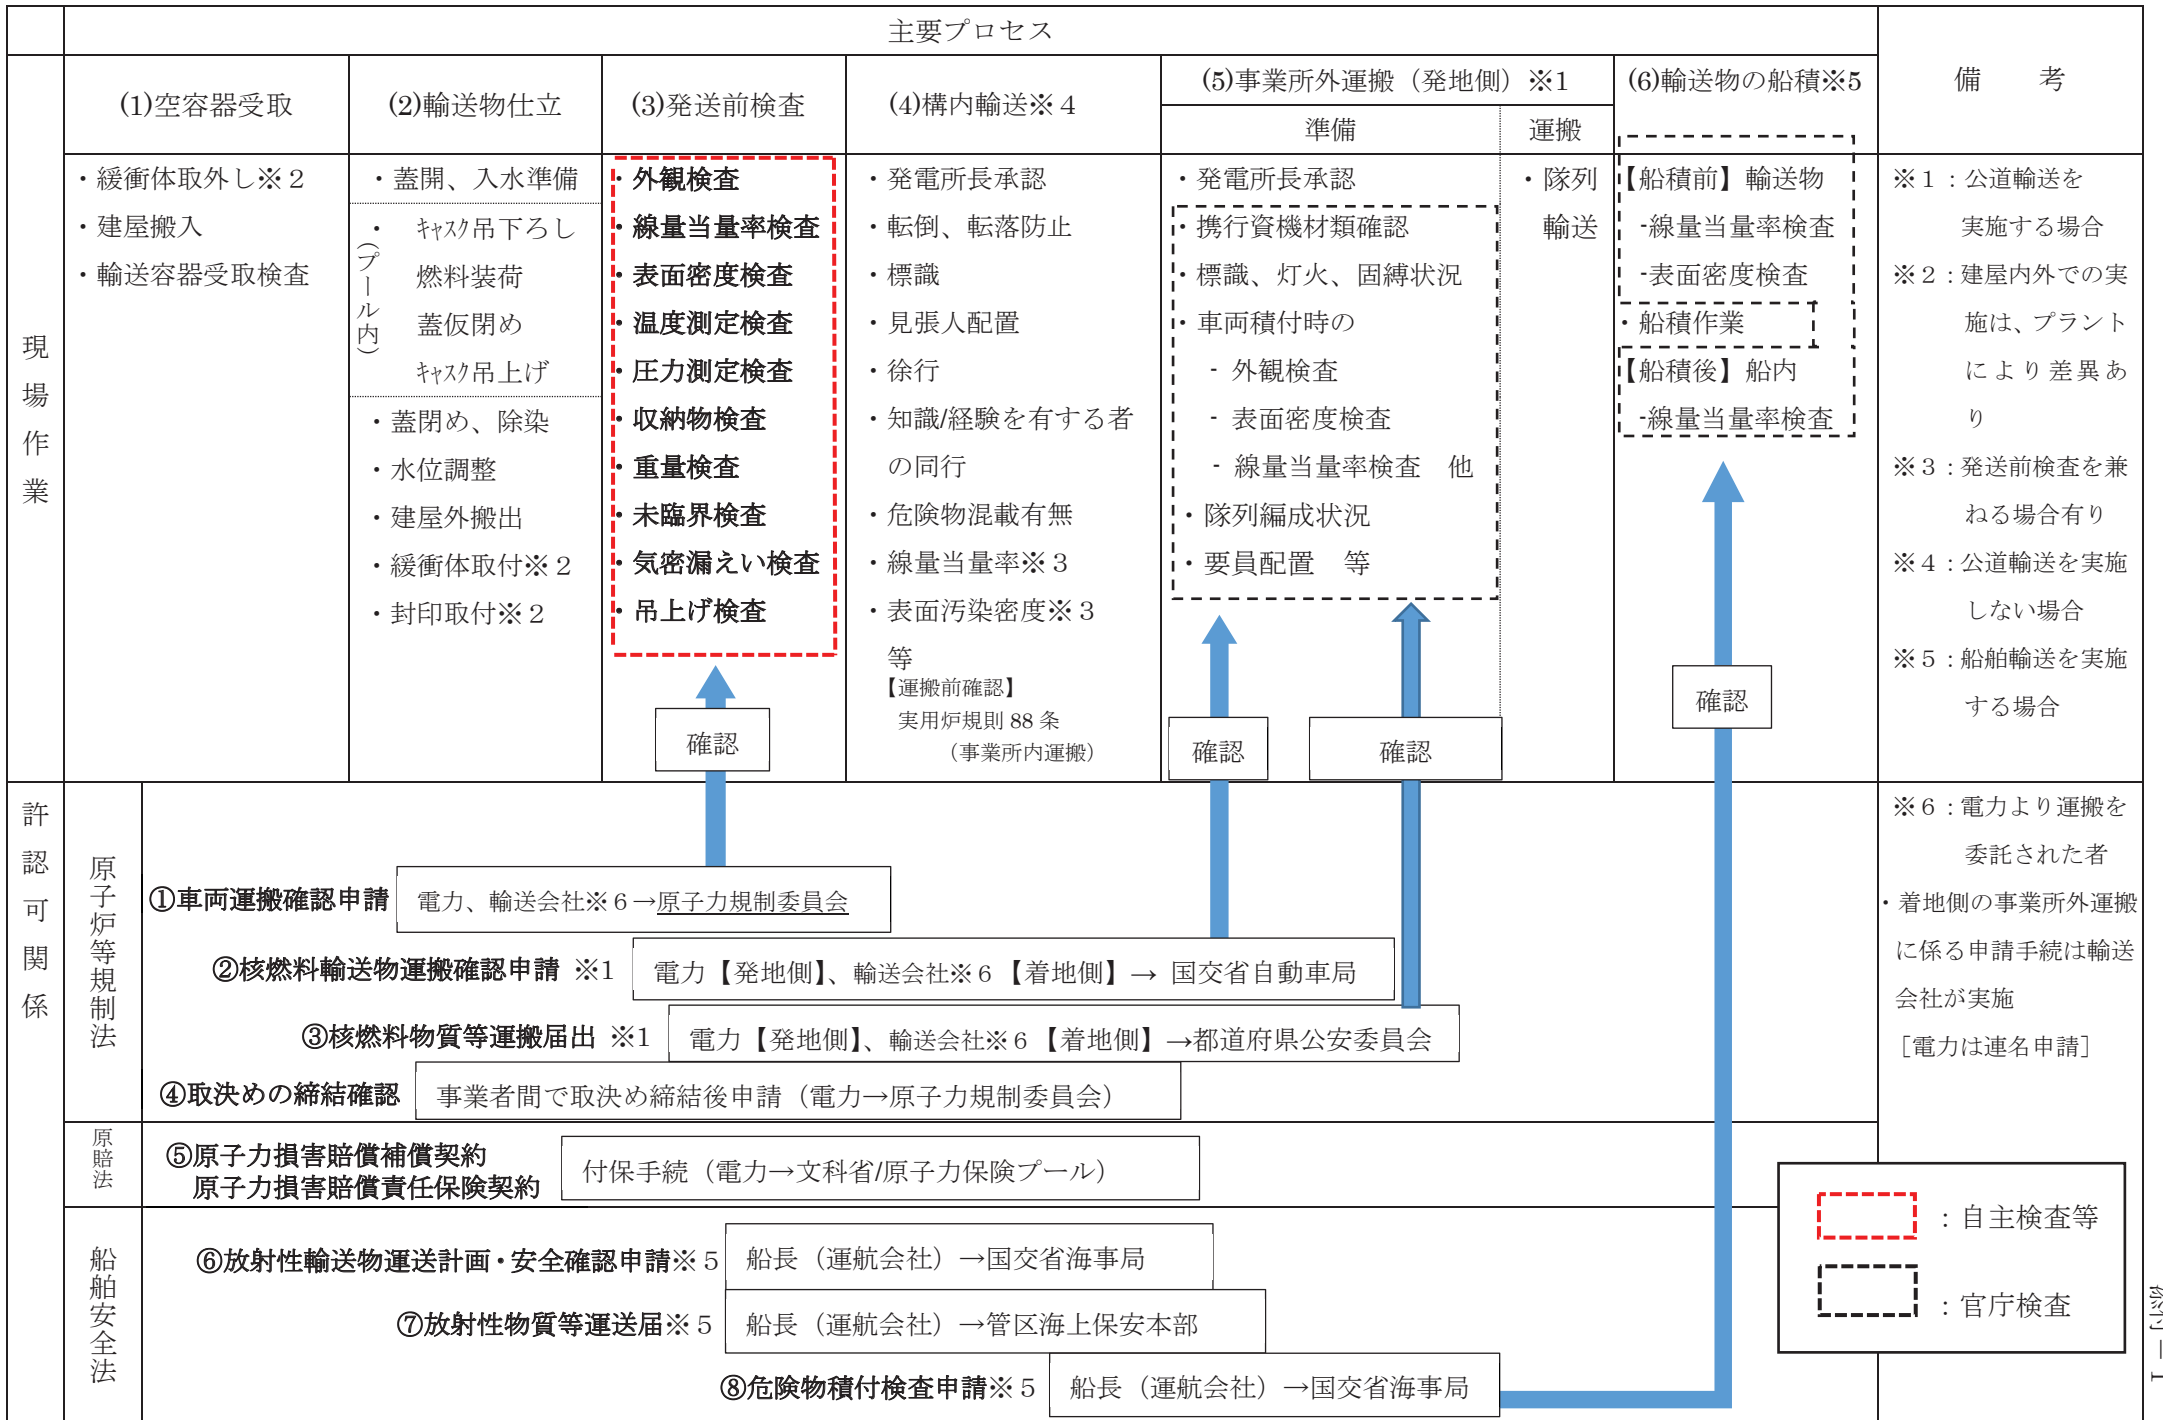 主要プロセス
(1)空容器受取
(2)輸送物仕立
(3)発送前検査
(4)構内輸送※４
(5)事業所外運搬（発地側）※1
準備
運搬
(6)輸送物の船積※5
備　　考
現場作業
・緩衝体取外し※２
・建屋搬入
・輸送容器受取検査
・蓋開、入水準備
・（プール内）
ｷｬｽｸ吊下ろし
燃料装荷
蓋仮閉め
ｷｬｽｸ吊上げ
・蓋閉め、除染
・水位調整
・建屋外搬出
・緩衝体取付※２
・封印取付※２
・外観検査
・線量当量率検査
・表面密度検査
・温度測定検査
・圧力測定検査
・収納物検査
・重量検査
・未臨界検査
・気密漏えい検査
・吊上げ検査
・発電所長承認
・転倒、転落防止
・標識
・見張人配置
・徐行
・知識/経験を有する者
の同行
・危険物混載有無
・線量当量率※３
・表面汚染密度※３
等
【運搬前確認】
実用炉規則 88 条
（事業所内運搬）
・発電所長承認
・携行資機材類確認
・標識、灯火、固縛状況
・車両積付時の
- 外観検査
- 表面密度検査
- 線量当量率検査　他
・隊列編成状況
・要員配置　等
・隊列
輸送
【船積前】輸送物
-線量当量率検査
-表面密度検査
・船積作業
【船積後】船内
-線量当量率検査
※１：公道輸送を
実施する場合
※２：建屋内外での実
施は、プラント
により差異あ
り
※３：発送前検査を兼
ねる場合有り
※４：公道輸送を実施
しない場合
※５：船舶輸送を実施
する場合
確認
確認
確認
確認
許認可関係
原子炉等規制法
①車両運搬確認申請
電力、輸送会社※６→原子力規制委員会
②核燃料輸送物運搬確認申請 ※1
電力【発地側】、輸送会社※６【着地側】→ 国交省自動車局
③核燃料物質等運搬届出 ※1
電力【発地側】、輸送会社※６【着地側】→都道府県公安委員会
④取決めの締結確認
事業者間で取決め締結後申請（電力→原子力規制委員会）
※６：電力より運搬を
委託された者
・着地側の事業所外運搬
に係る申請手続は輸送
会社が実施
［電力は連名申請］
原賠法
⑤原子力損害賠償補償契約
原子力損害賠償責任保険契約
付保手続（電力→文科省/原子力保険プール）
船舶安全法
⑥放射性輸送物運送計画・安全確認申請※５
船長（運航会社）→国交省海事局
⑦放射性物質等運送届※５
船長（運航会社）→管区海上保安本部
⑧危険物積付検査申請※５
船長（運航会社）→国交省海事局
：自主検査等
：官庁検査
添付－1